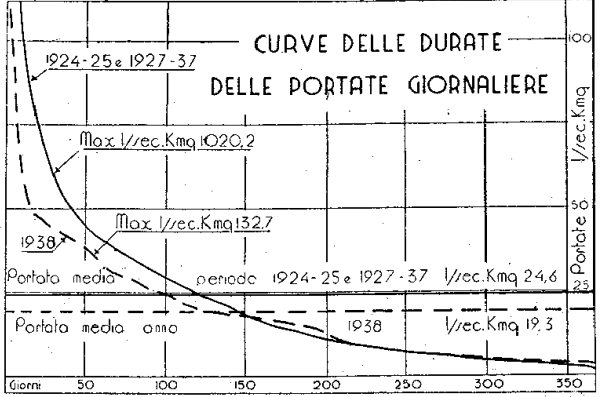 CURVE DELLE DURATE
DELLE PORTATE GIORNALIERE
100
1924-25 e 1927-37
Portate l/sec.Kmq
Max l/sec.Kmq 1020,2
50
Max l/sec.Kmq 132,7
1938
Portata media periodo 1924-25 e 1927-37 l/sec.Kmq 24,6
25
Portata media anno 1938 l/sec.Kmq 19,3
Giorni 50 100 150 200 250 300 350